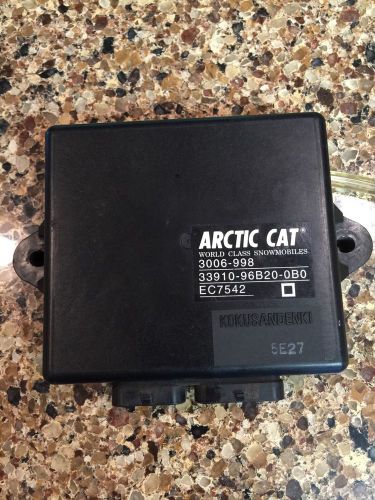 ARCTIC CAT®
WORLD CLASS SNOWMOBILES
3006-998
33910-96B20-0B0
EC7542
KOKUSANDENKI
5E27